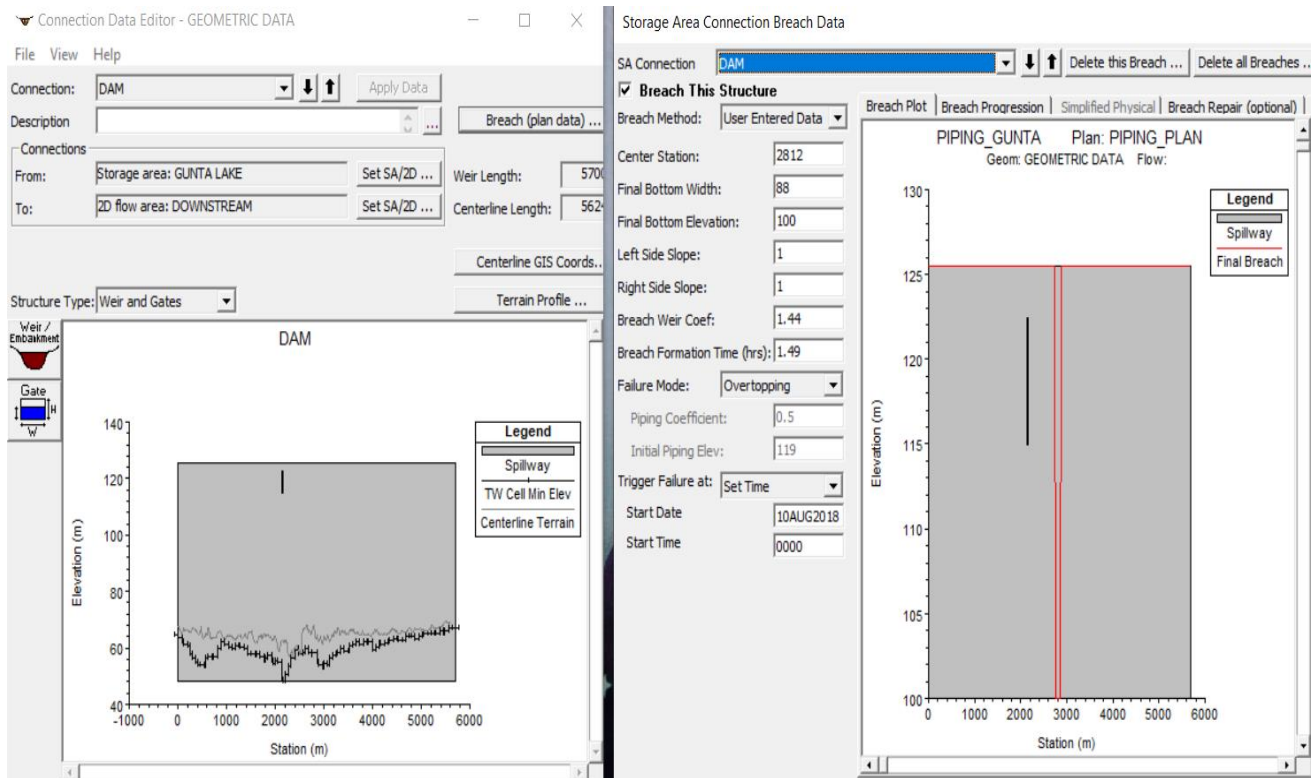 Connection Data Editor - GEOMETRIC DATA
File View Help
Connection: DAM Apply Data
Description ... Breach (plan data) ...
Connections
From: Storage area: GUNTA LAKE Set SA/2D ... Weir Length: 5700
To: 2D flow area: DOWNSTREAM Set SA/2D ... Centerline Length:
Centerline GIS Coords..
Structure Type: Weir and Gates Terrain Profile ...
Weir /
Embankment
Gate
H
W
DAM
Elevation (m)
140
120
100
80
60
40
-1000 0 1000 2000 3000 4000 5000 6000
Station (m)
Legend
Spillway
TW Cell Min Elev
Centerline Terrain
Storage Area Connection Breach Data
SA Connection DAM Delete this Breach ... Delete all Breaches ..
Breach This Structure
Breach Method: User Entered Data
Center Station: 2812
Final Bottom Width: 88
Final Bottom Elevation: 100
Left Side Slope: 1
Right Side Slope: 1
Breach Weir Coef: 1.44
Breach Formation Time (hrs): 1.49
Failure Mode: Overtopping
Piping Coefficient: 0.5
Initial Piping Elev: 119
Trigger Failure at: Set Time
Start Date 10AUG2018
Start Time 0000
Breach Plot Breach Progression Simplified Physical Breach Repair (optional)
PIPING_GUNTA Plan: PIPING_PLAN
Geom: GEOMETRIC DATA Flow:
Elevation (m)
130
125
120
115
110
105
100
0 1000 2000 3000 4000 5000 6000
Station (m)
Legend
Spillway
Final Breach